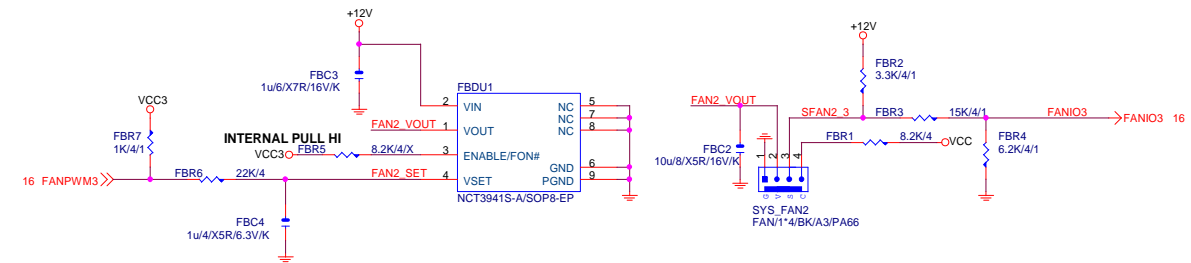 +12V
FBC3
1u/6/X7R/16V/K
VCC3
FBR7
1K/4/1
INTERNAL PULL HI
VCC3
FBR5
8.2K/4/X
16 FANPWM3
FBR6
22K/4
FAN2_SET
FBC4
1u/4/X5R/6.3V/K
FAN2_VOUT
FBDU1
2 VIN
1 VOUT
3 ENABLE/FON#
4 VSET
NC 5
NC 7
NC 8
GND 6
PGND 9
NCT3941S-A/SOP8-EP
+12V
FBR2
3.3K/4/1
FAN2_VOUT
SFAN2_3
FBR3
15K/4/1
FANIO3
FANIO3 16
FBC2
10u/8/X5R/16V/K
FBR1
8.2K/4
VCC
FBR4
6.2K/4/1
1 2 3 4
G V S C
SYS_FAN2
FAN/1*4/BK/A3/PA66